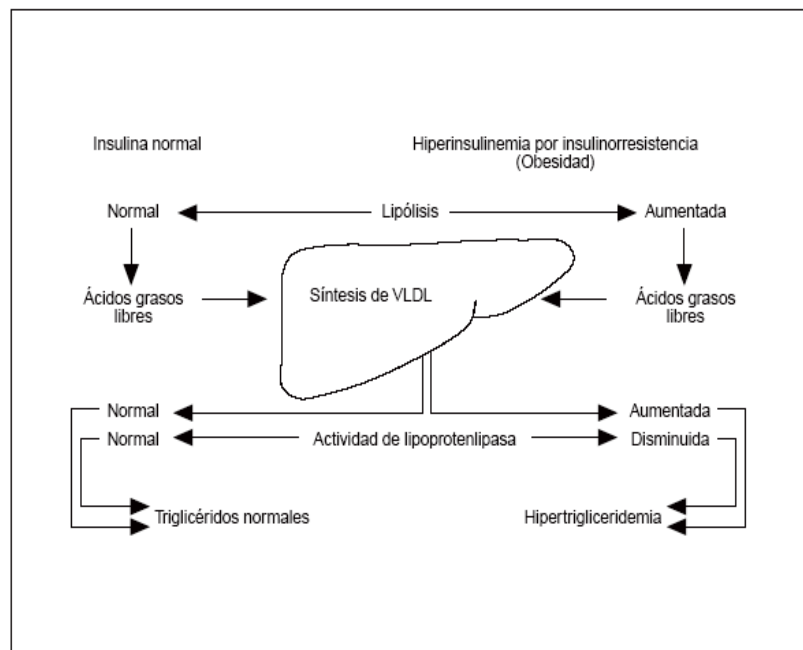 Insulina normal
Hiperinsulinemia por insulinorresistencia
(Obesidad)
Normal
Lipólisis
Aumentada
Ácidos grasos
libres
Síntesis de VLDL
Ácidos grasos
libres
Normal
Aumentada
Normal
Actividad de lipoprotenlipasa
Disminuida
Triglicéridos normales
Hipertrigliceridemia